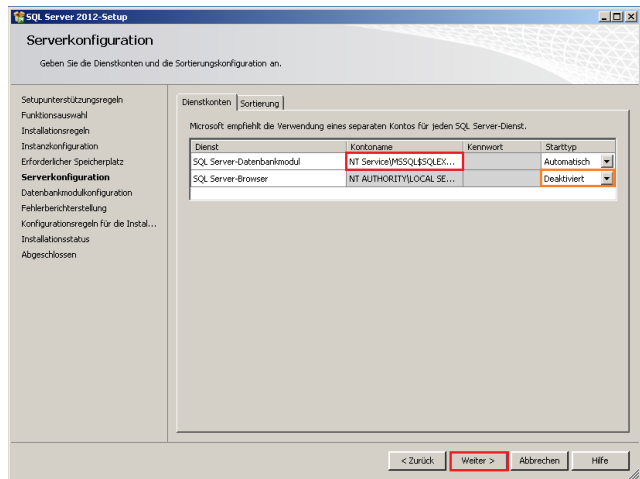 SQL Server 2012-Setup
Serverkonfiguration
Geben Sie die Dienstkonten und die Sortierungskonfiguration an.
Setupunterstützungsregeln
Funktionsauswahl
Installationsregeln
Instanzkonfiguration
Erforderlicher Speicherplatz
Serverkonfiguration
Datenbankmodulkonfiguration
Fehlerberichterstellung
Konfigurationsregeln für die Instal...
Installationsstatus
Abgeschlossen
Dienstkonten Sortierung
Microsoft empfiehlt die Verwendung eines separaten Kontos für jeden SQL Server-Dienst.
Dienst Kontoname Kennwort Starttyp
SQL Server-Datenbankmodul NT Service\MSSQL$SQLEX... Automatisch
SQL Server-Browser NT AUTHORITY\LOCAL SE... Deaktiviert
< Zurück Weiter > Abbrechen Hilfe